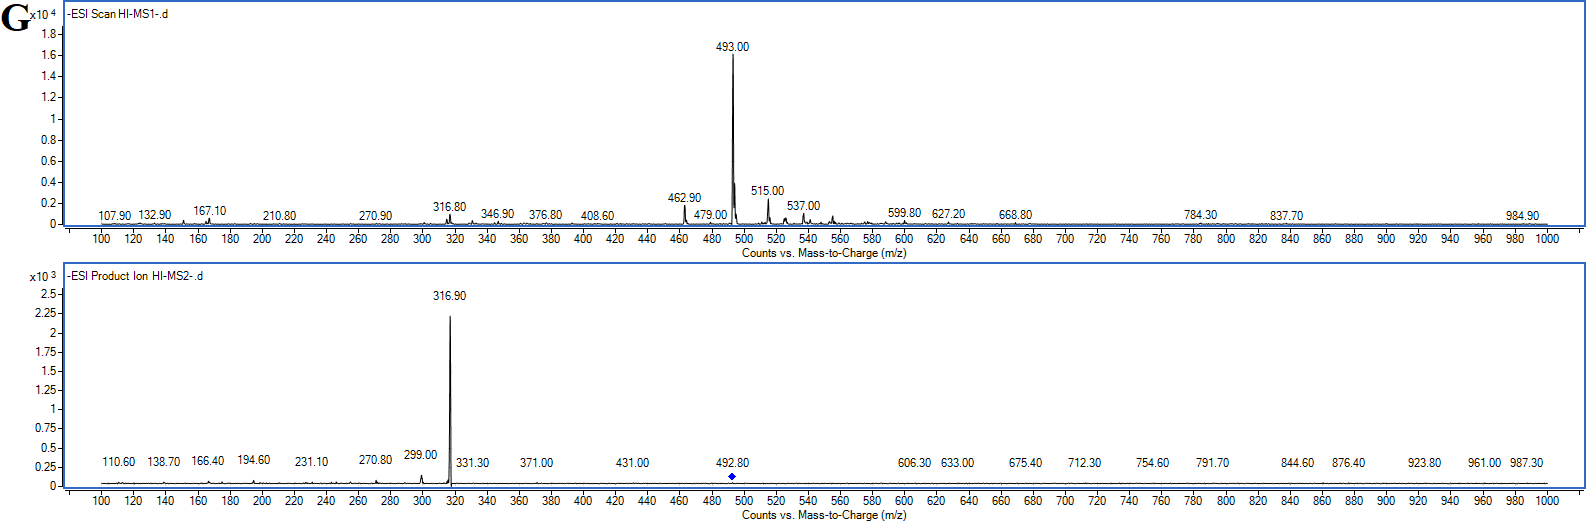 G
x10 4 -ESI Scan HI-MS1-.d
1.8
1.6
1.4
1.2
1
0.8
0.6
0.4
0.2
0
493.00
107.90 132.90 167.10 210.80 270.90 316.80 346.90 376.80 408.60 462.90 479.00 515.00 537.00 599.80 627.20 668.80 784.30 837.70 984.90
100 120 140 160 180 200 220 240 260 280 300 320 340 360 380 400 420 440 460 480 500 520 540 560 580 600 620 640 660 680 700 720 740 760 780 800 820 840 860 880 900 920 940 960 980 1000
Counts vs. Mass-to-Charge (m/z)
x10 3 -ESI Product Ion HI-MS2-.d
2.5
2.25
2
1.75
1.5
1.25
1
0.75
0.5
0.25
0
316.90
110.60 138.70 166.40 194.60 231.10 270.80 299.00 331.30 371.00 431.00 492.80 606.30 633.00 675.40 712.30 754.60 791.70 844.60 876.40 923.80 961.00 987.30
100 120 140 160 180 200 220 240 260 280 300 320 340 360 380 400 420 440 460 480 500 520 540 560 580 600 620 640 660 680 700 720 740 760 780 800 820 840 860 880 900 920 940 960 980 1000
Counts vs. Mass-to-Charge (m/z)